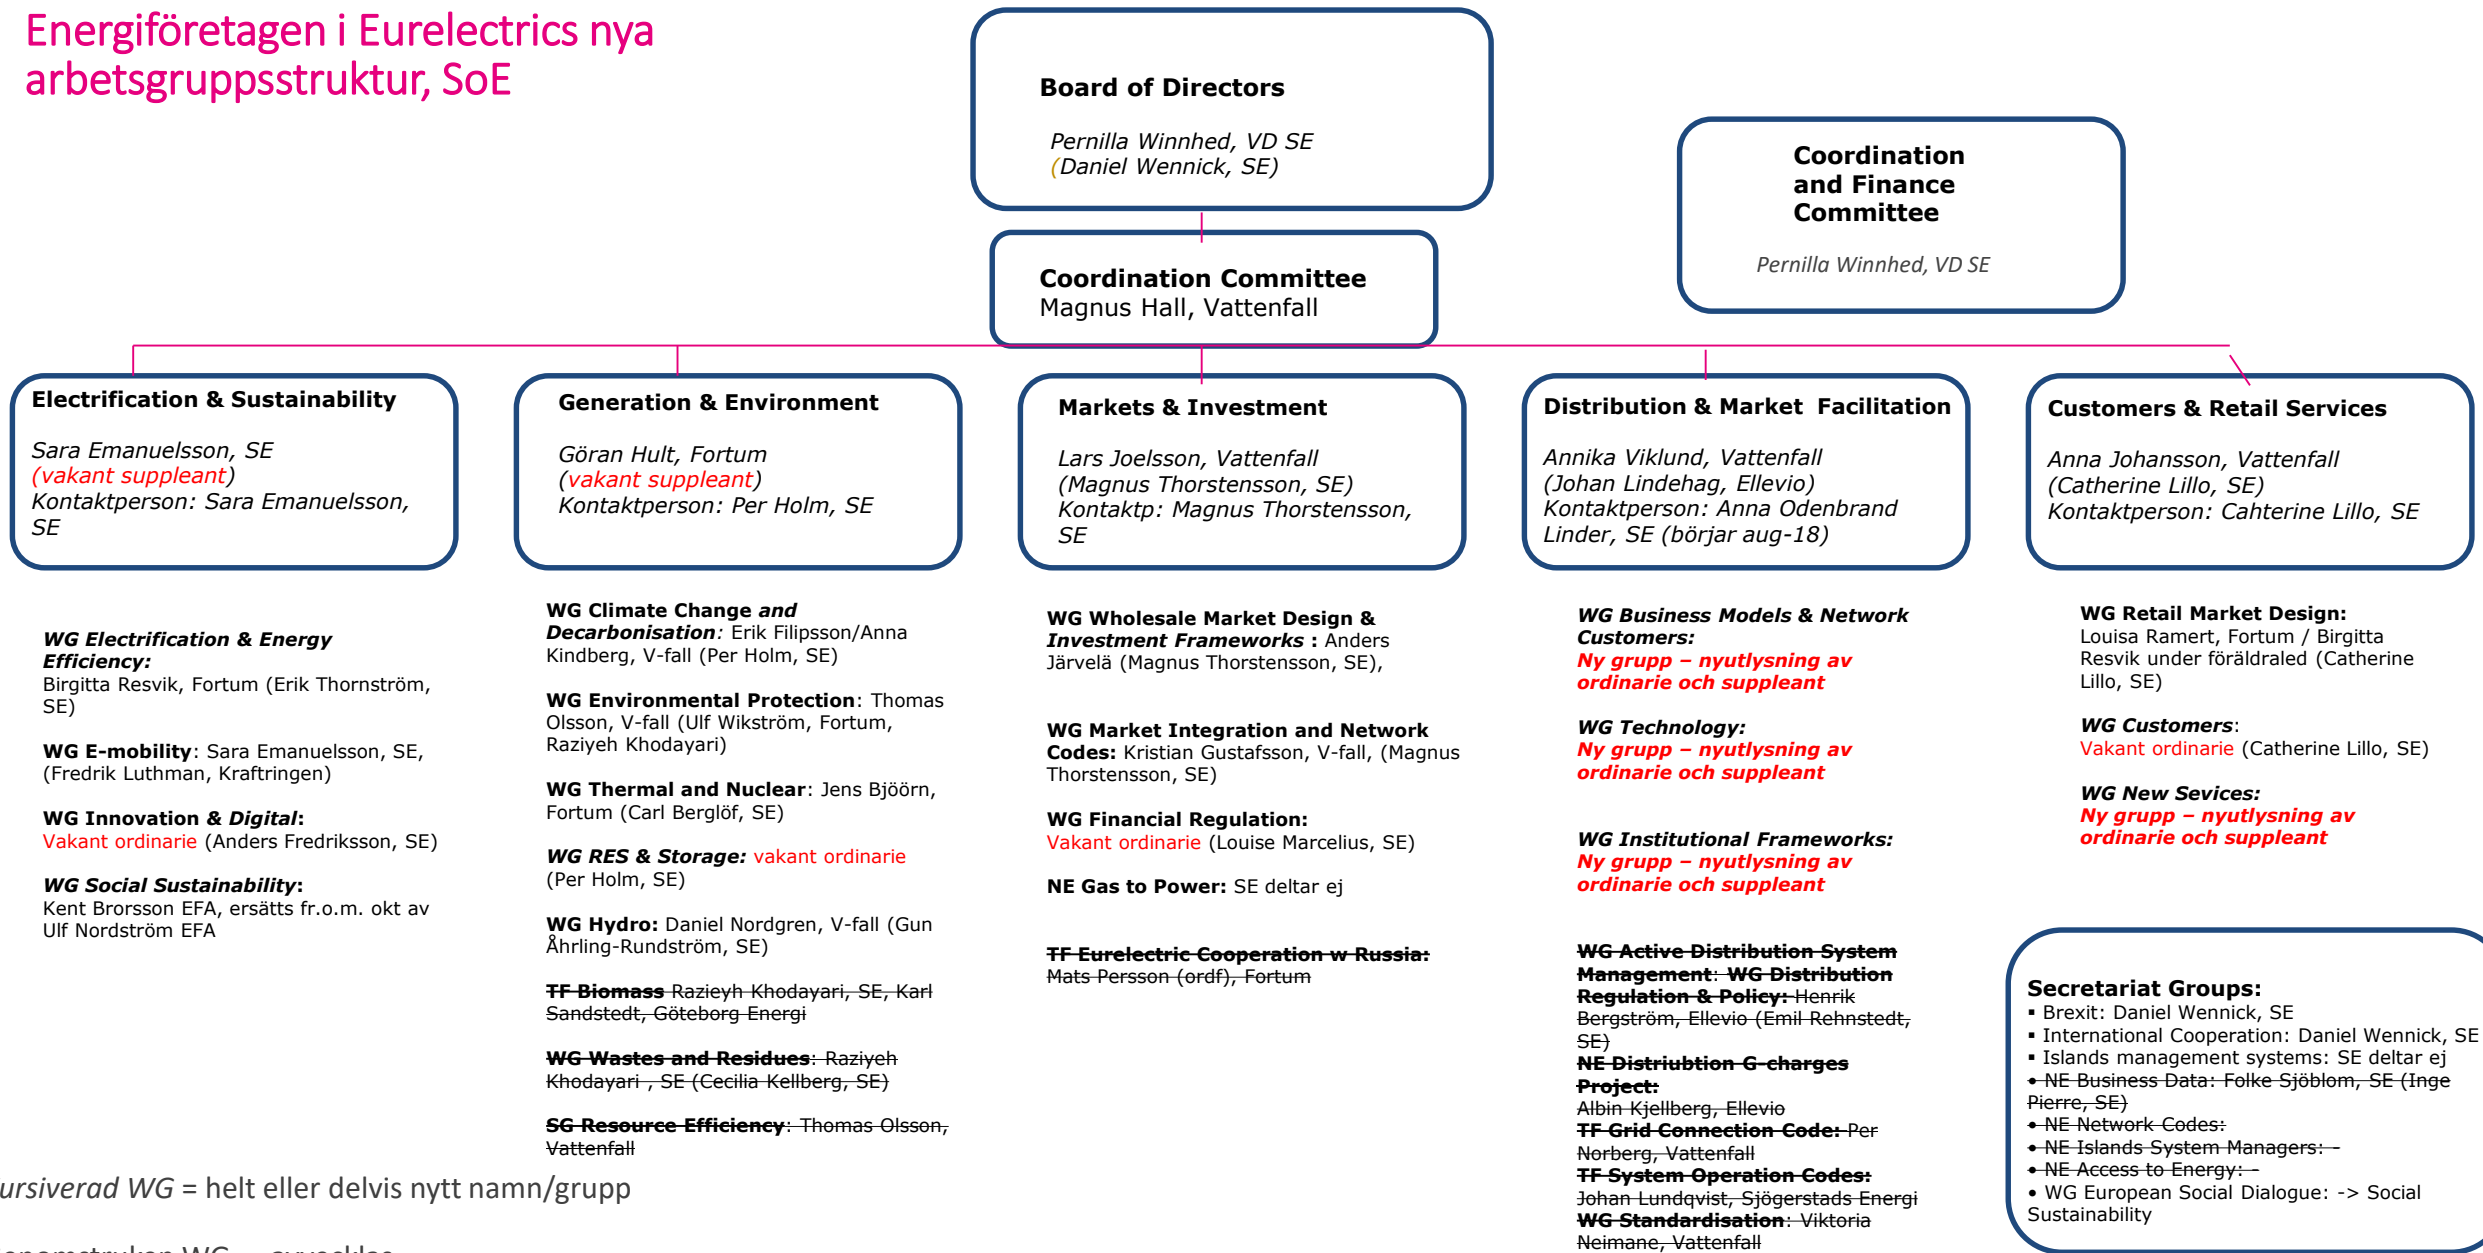 Energiföretagen i Eurelectrics nya
arbetsgruppsstruktur, SoE
Board of Directors
Pernilla Winnhed, VD SE
(Daniel Wennick, SE)
Coordination
and Finance
Committee
Pernilla Winnhed, VD SE
Coordination Committee
Magnus Hall, Vattenfall
Electrification & Sustainability
Sara Emanuelsson, SE
(vakant suppleant)
Kontaktperson: Sara Emanuelsson,
SE
Generation & Environment
Göran Hult, Fortum
(vakant suppleant)
Kontaktperson: Per Holm, SE
Markets & Investment
Lars Joelsson, Vattenfall
(Magnus Thorstensson, SE)
Kontaktp: Magnus Thorstensson,
SE
Distribution & Market Facilitation
Annika Viklund, Vattenfall
(Johan Lindehag, Ellevio)
Kontaktperson: Anna Odenbrand
Linder, SE (börjar aug-18)
Customers & Retail Services
Anna Johansson, Vattenfall
(Catherine Lillo, SE)
Kontaktperson: Cahterine Lillo, SE
WG Electrification & Energy
Efficiency:
Birgitta Resvik, Fortum (Erik Thornström,
SE)
WG E-mobility: Sara Emanuelsson, SE,
(Fredrik Luthman, Kraftringen)
WG Innovation & Digital:
Vakant ordinarie (Anders Fredriksson, SE)
WG Social Sustainability:
Kent Brorsson EFA, ersätts fr.o.m. okt av
Ulf Nordström EFA
WG Climate Change and
Decarbonisation: Erik Filipsson/Anna
Kindberg, V-fall (Per Holm, SE)
WG Environmental Protection: Thomas
Olsson, V-fall (Ulf Wikström, Fortum,
Raziyeh Khodayari)
WG Thermal and Nuclear: Jens Bjöörn,
Fortum (Carl Berglöf, SE)
WG RES & Storage: vakant ordinarie
(Per Holm, SE)
WG Hydro: Daniel Nordgren, V-fall (Gun
Åhrling-Rundström, SE)
TF Biomass Razieyh Khodayari, SE, Karl
Sandstedt, Göteborg Energi
WG Wastes and Residues: Raziyeh
Khodayari , SE (Cecilia Kellberg, SE)
SG Resource Efficiency: Thomas Olsson,
Vattenfall
WG Wholesale Market Design &
Investment Frameworks : Anders
Järvelä (Magnus Thorstensson, SE),
WG Market Integration and Network
Codes: Kristian Gustafsson, V-fall, (Magnus
Thorstensson, SE)
WG Financial Regulation:
Vakant ordinarie (Louise Marcelius, SE)
NE Gas to Power: SE deltar ej
TF Eurelectric Cooperation w Russia:
Mats Persson (ordf), Fortum
WG Business Models & Network
Customers:
Ny grupp – nyutlysning av
ordinarie och suppleant
WG Technology:
Ny grupp – nyutlysning av
ordinarie och suppleant
WG Institutional Frameworks:
Ny grupp – nyutlysning av
ordinarie och suppleant
WG Active Distribution System
Management: WG Distribution
Regulation & Policy: Henrik
Bergström, Ellevio (Emil Rehnstedt,
SE)
NE Distriubtion G-charges
Project:
Albin Kjellberg, Ellevio
TF Grid Connection Code: Per
Norberg, Vattenfall
TF System Operation Codes:
Johan Lundqvist, Sjögerstads Energi
WG Standardisation: Viktoria
Neimane, Vattenfall
WG Retail Market Design:
Louisa Ramert, Fortum / Birgitta
Resvik under föräldraled (Catherine
Lillo, SE)
WG Customers:
Vakant ordinarie (Catherine Lillo, SE)
WG New Sevices:
Ny grupp – nyutlysning av
ordinarie och suppleant
Secretariat Groups:
▪ Brexit: Daniel Wennick, SE
▪ International Cooperation: Daniel Wennick, SE
▪ Islands management systems: SE deltar ej
• NE Business Data: Folke Sjöblom, SE (Inge
Pierre, SE)
• NE Network Codes:
• NE Islands System Managers: -
• NE Access to Energy: -
• WG European Social Dialogue: -> Social
Sustainability
ursiverad WG = helt eller delvis nytt namn/grupp